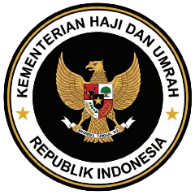 KEMENTERIAN HAJI DAN UMRAH
REPUBLIK INDONESIA